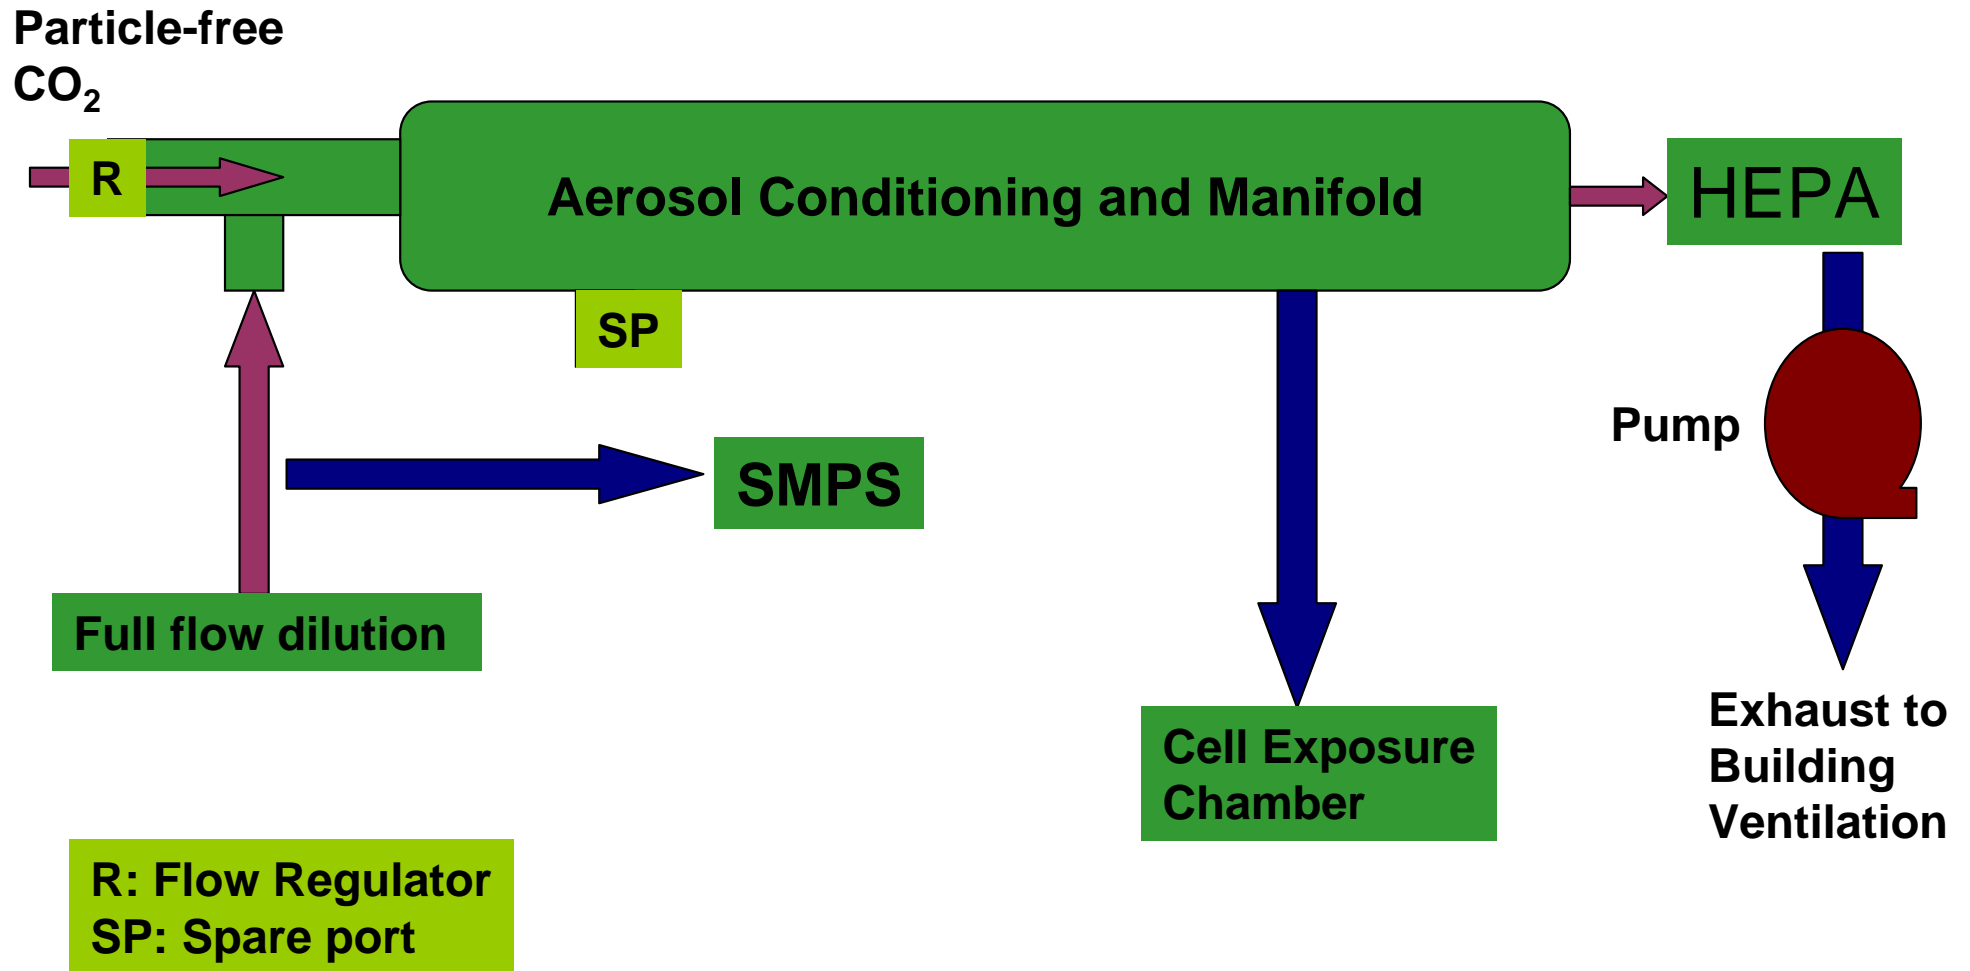 Particle-free
CO₂
R
Aerosol Conditioning and Manifold
HEPA
SP
Pump
SMPS
Full flow dilution
Cell Exposure
Chamber
Exhaust to
Building
Ventilation
R: Flow Regulator
SP: Spare port